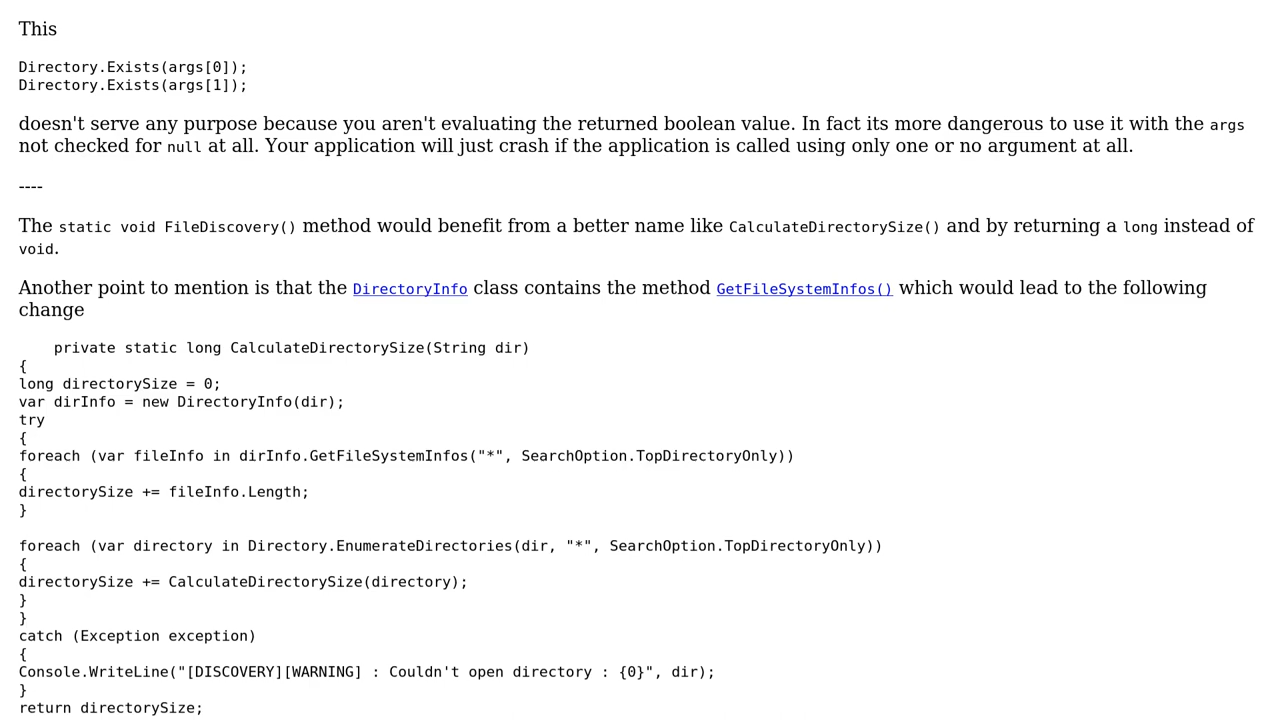 This
Directory.Exists(args[0]);
Directory.Exists(args[1]);
doesn't serve any purpose because you aren't evaluating the returned boolean value. In fact its more dangerous to use it with the args
not checked for null at all. Your application will just crash if the application is called using only one or no argument at all.
----
The static void FileDiscovery() method would benefit from a better name like CalculateDirectorySize() and by returning a long instead of
void.
Another point to mention is that the DirectoryInfo class contains the method GetFileSystemInfos() which would lead to the following
change
    private static long CalculateDirectorySize(String dir)
{
long directorySize = 0;
var dirInfo = new DirectoryInfo(dir);
try
{
foreach (var fileInfo in dirInfo.GetFileSystemInfos("*", SearchOption.TopDirectoryOnly))
{
directorySize += fileInfo.Length;
}
foreach (var directory in Directory.EnumerateDirectories(dir, "*", SearchOption.TopDirectoryOnly))
{
directorySize += CalculateDirectorySize(directory);
}
}
catch (Exception exception)
{
Console.WriteLine("[DISCOVERY][WARNING] : Couldn't open directory : {0}", dir);
}
return directorySize;